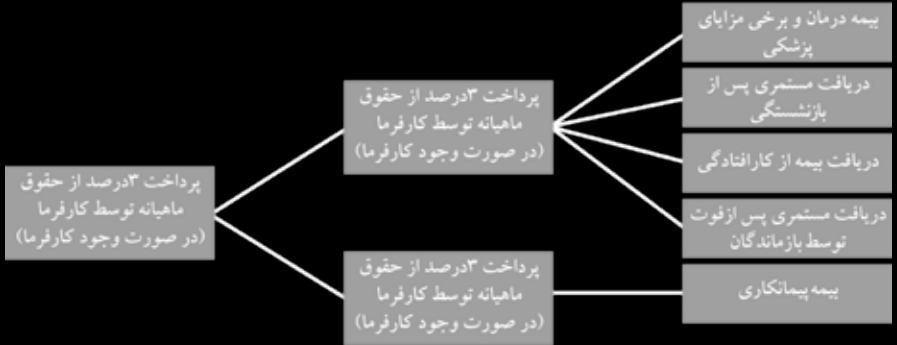 بیمه درمان و برخی مزایای
پزشکی
دریافت مستمری پس از
بازنشستگی
دریافت بیمه از کارافتادگی
دریافت مستمری پس ازفوت
توسط بازماندگان
بیمه پیمانکاری
پرداخت ۳درصد از حقوق
ماهیانه توسط کارفرما
(در صورت وجود کارفرما)
پرداخت ۳درصد از حقوق
ماهیانه توسط کارفرما
(در صورت وجود کارفرما)
پرداخت ۳درصد از حقوق
ماهیانه توسط کارفرما
(در صورت وجود کارفرما)